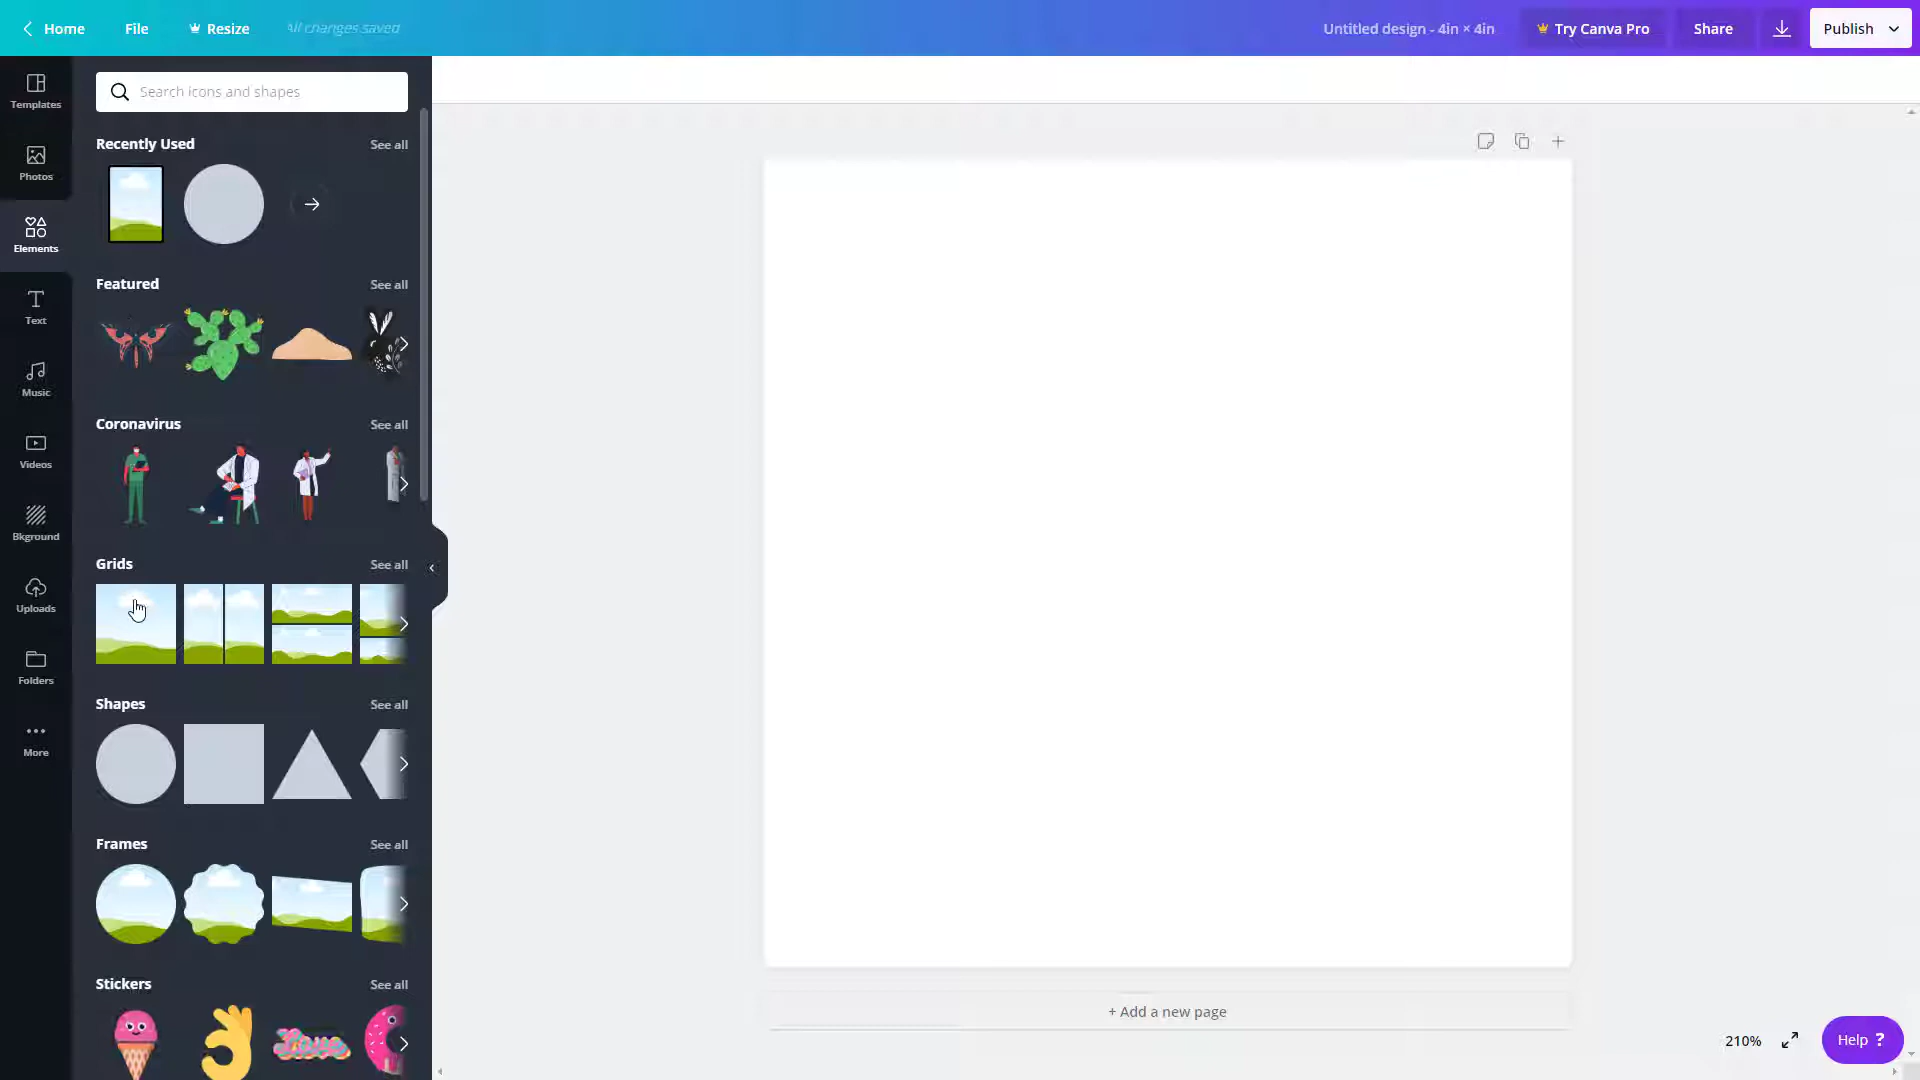 Home File Resize All changes saved Untitled design - 4in × 4in Try Canva Pro Share Publish
Templates
Photos
Elements
Text
Music
Videos
Bkground
Uploads
Folders
More
Search icons and shapes
Recently Used See all
Featured See all
Coronavirus See all
Grids See all
Shapes See all
Frames See all
Stickers See all
+ Add a new page
210% Help ?